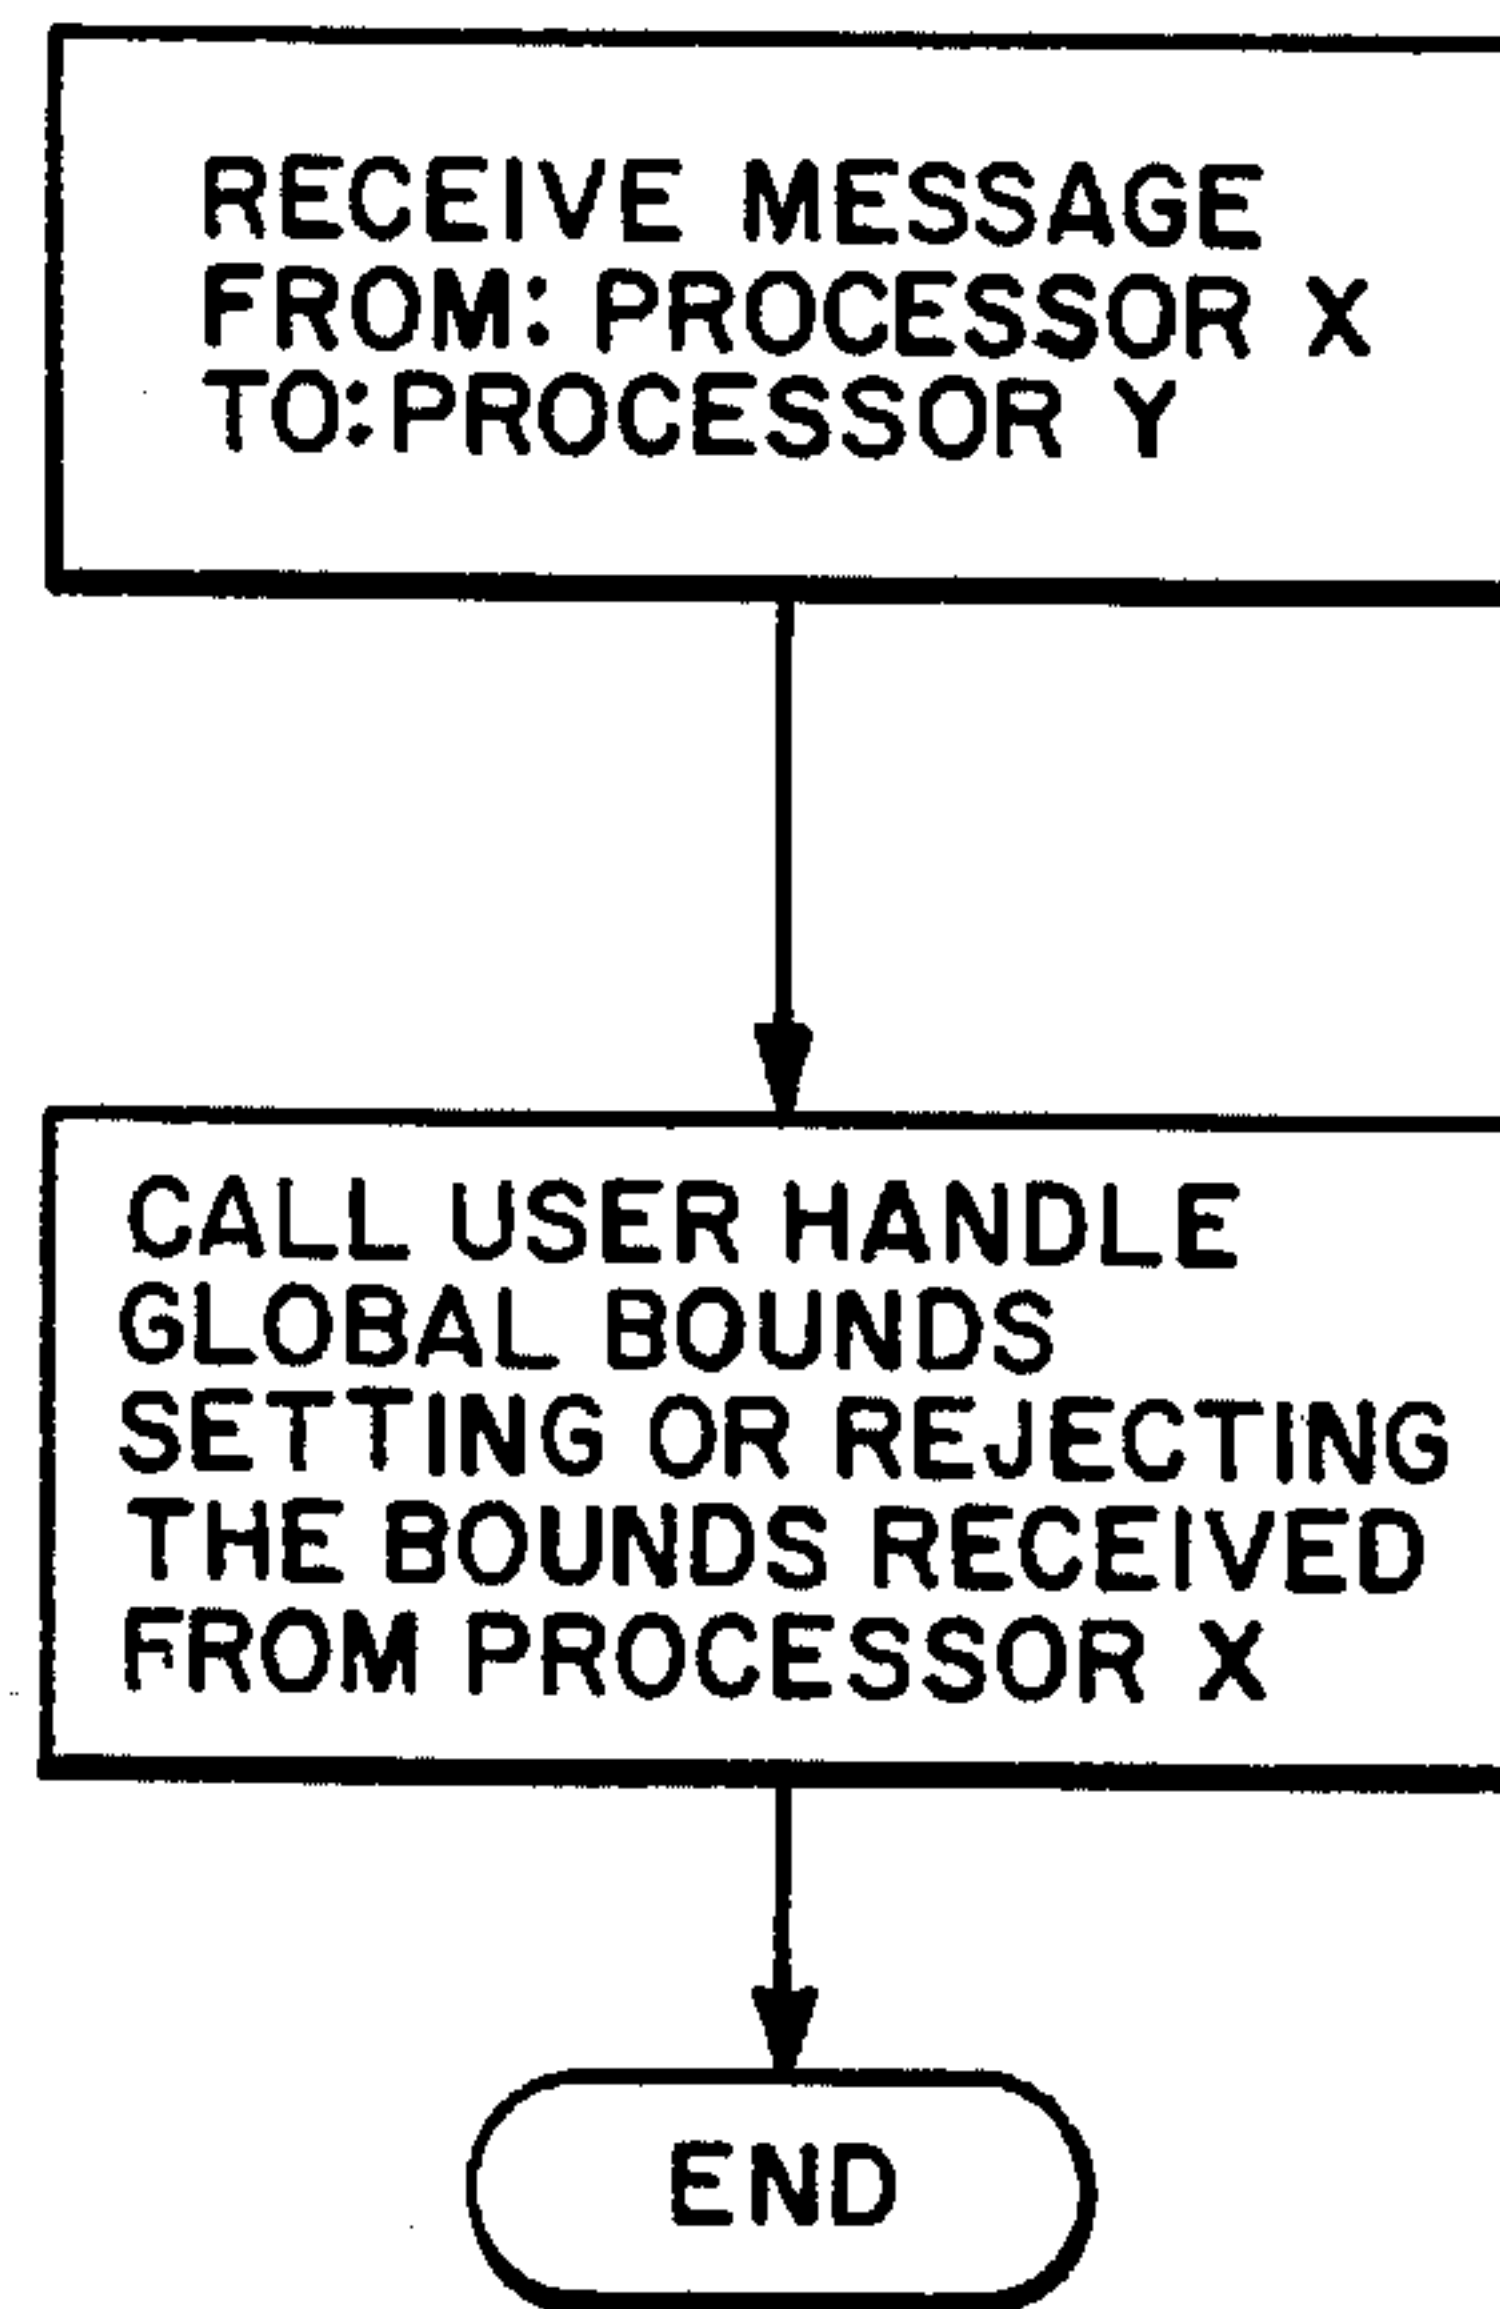 RECEIVE MESSAGE
FROM: PROCESSOR X
TO: PROCESSOR Y
CALL USER HANDLE
GLOBAL BOUNDS
SETTING OR REJECTING
THE BOUNDS RECEIVED
FROM PROCESSOR X
END